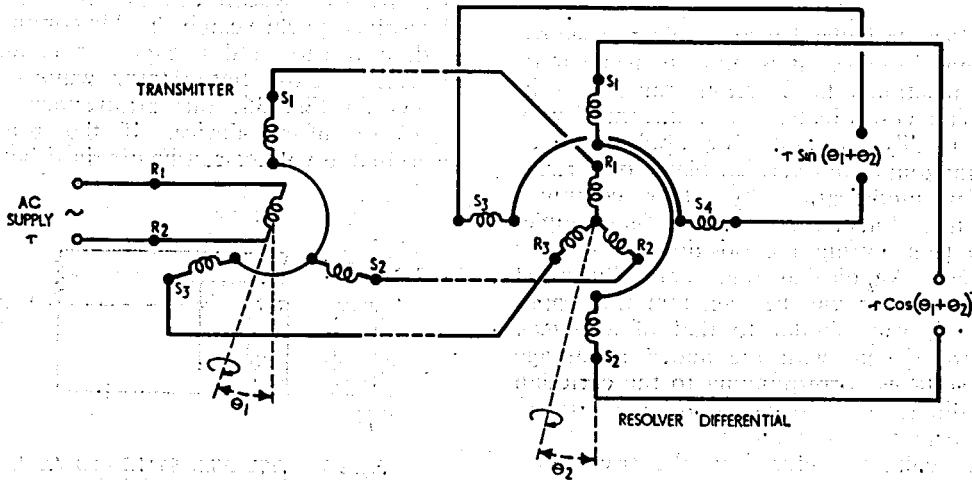 TRANSMITTER
S1
R1
AC
SUPPLY
~
r
R2
S3
S2
θ1
S1
R1
S3
S4
R3
R2
S2
r Sin (θ1+θ2)
r Cos(θ1+θ2)
RESOLVER DIFFERENTIAL
θ2